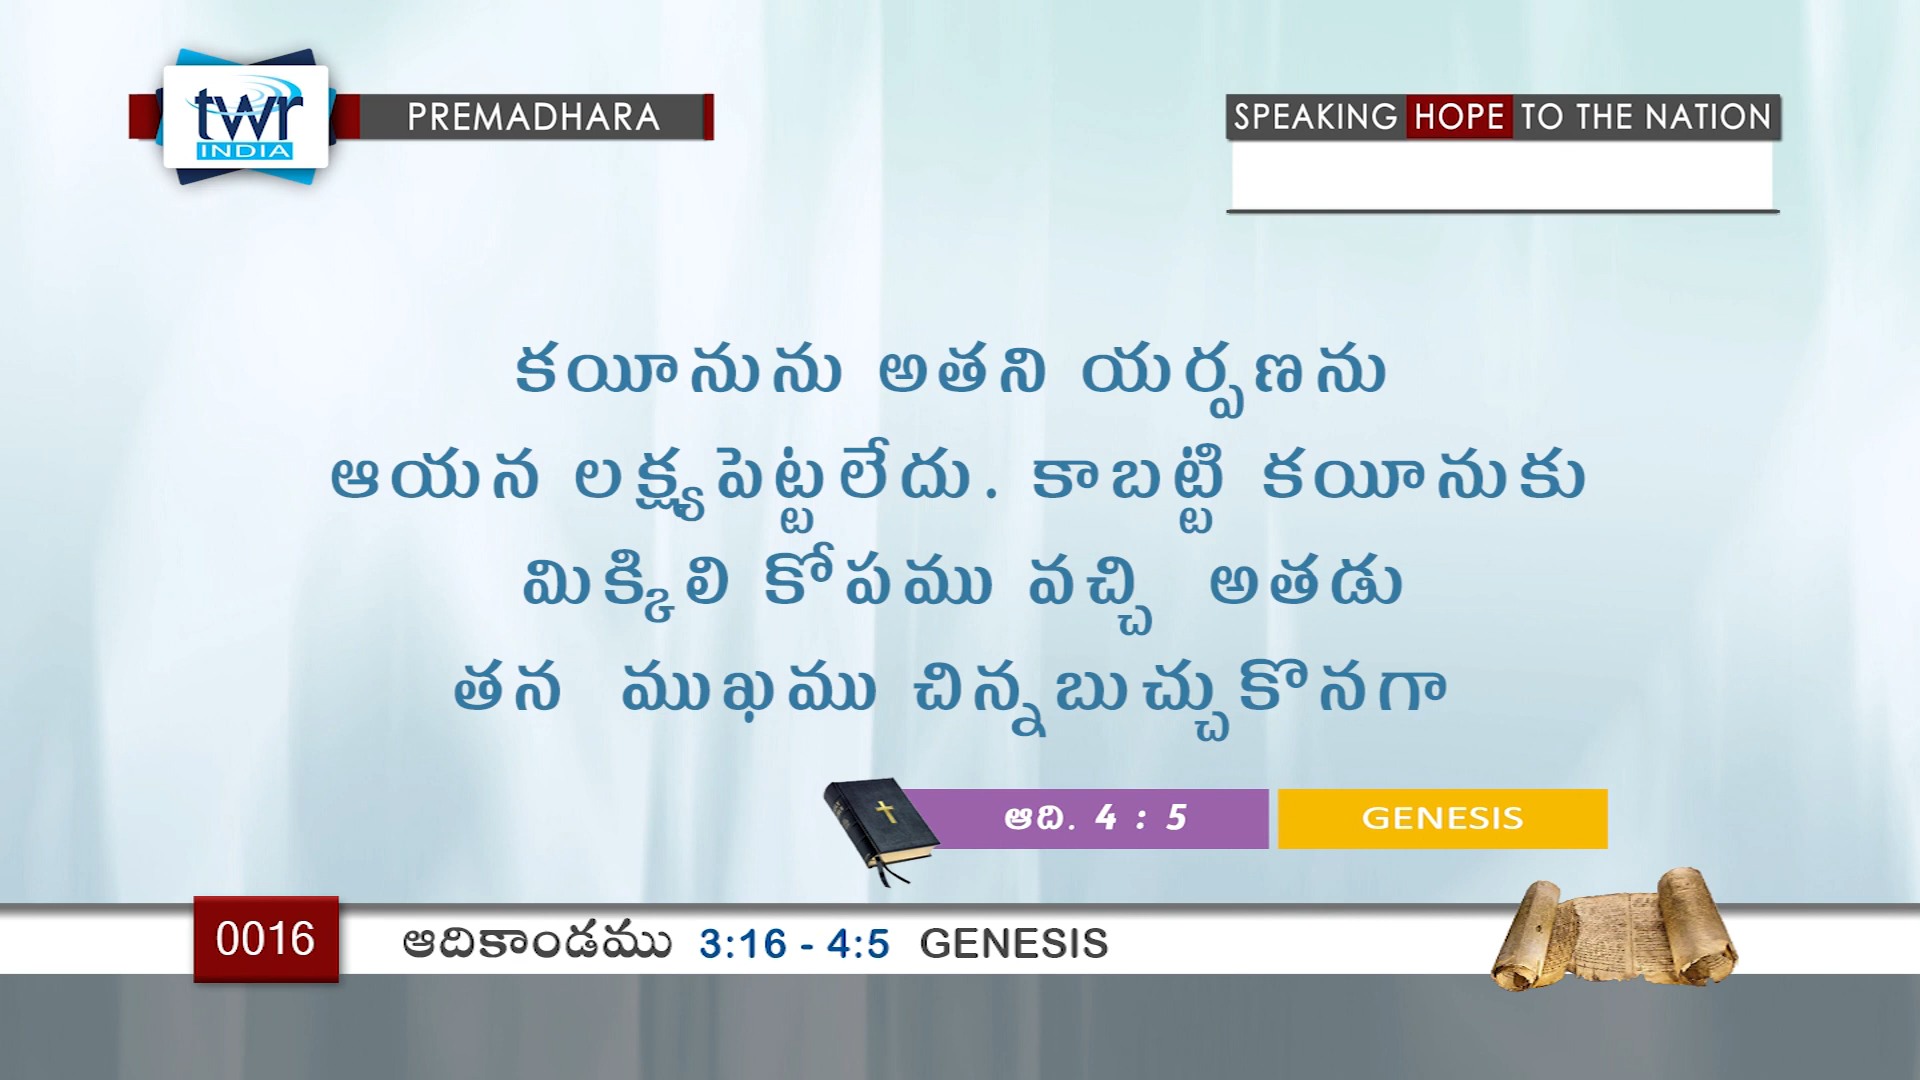 twr
INDIA
PREMADHARA
SPEAKING HOPE TO THE NATION
కయీనును అతని యర్పణను
ఆయన లక్ష్యపెట్టలేదు. కాబట్టి కయీనుకు
మిక్కిలి కోపము వచ్చి అతడు
తన ముఖము చిన్నబుచ్చుకొనగా
ఆది. 4 : 5
GENESIS
0016
ఆదికాండము 3:16 - 4:5 GENESIS